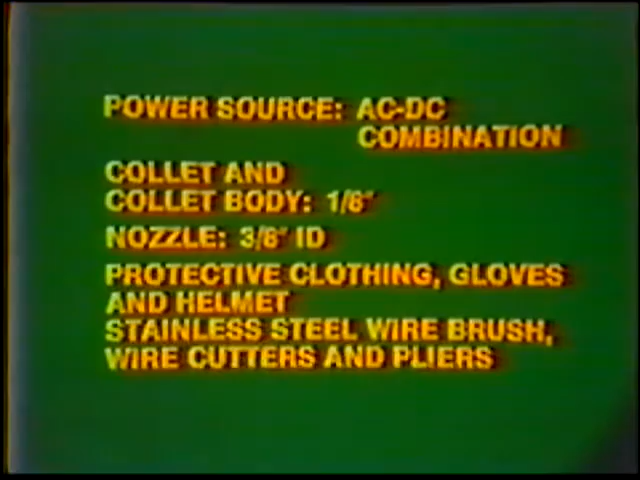 POWER SOURCE: AC-DC
COMBINATION
COLLET AND
COLLET BODY: 1/8"
NOZZLE: 3/8" ID
PROTECTIVE CLOTHING, GLOVES
AND HELMET
STAINLESS STEEL WIRE BRUSH,
WIRE CUTTERS AND PLIERS